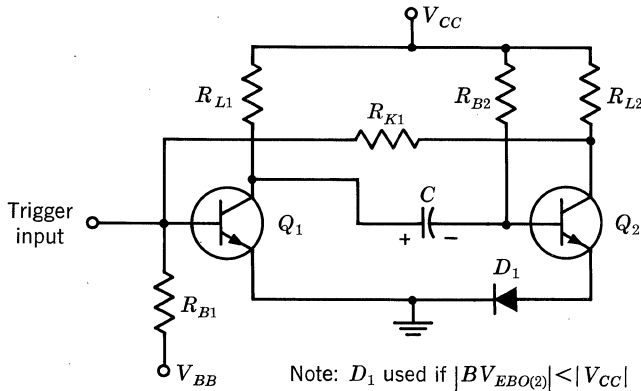 V_CC
R_L1
R_B2
R_L2
R_K1
Trigger
input
Q_1
C
+ −
Q_2
D_1
R_B1
V_BB
Note: D_1 used if |BV_EBO(2)| < |V_CC|